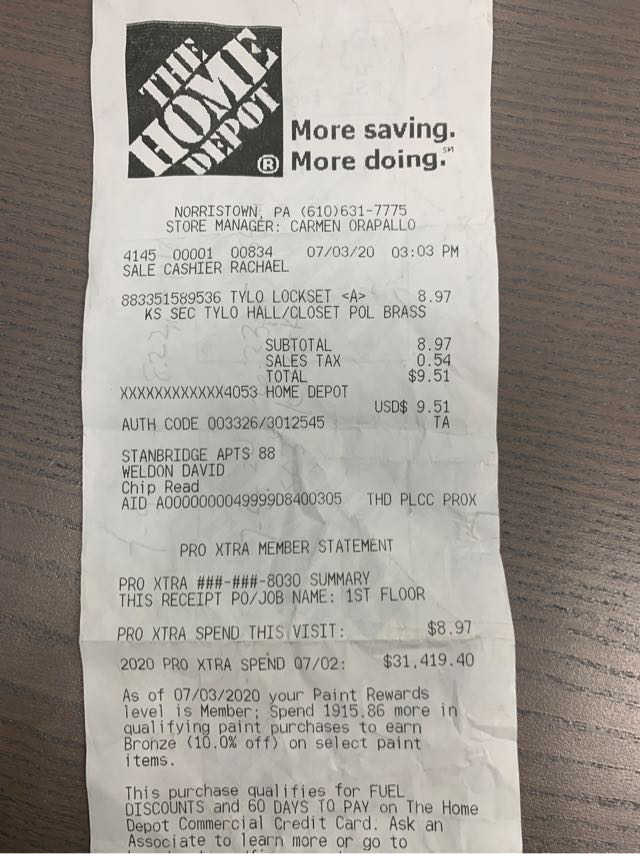 THE
HOME
DEPOT
®
More saving.
More doing.℠
NORRISTOWN, PA (610)631-7775
STORE MANAGER: CARMEN ORAPALLO
4145 00001 00834 07/03/20 03:03 PM
SALE CASHIER RACHAEL
883351589536 TYLO LOCKSET <A> 8.97
KS SEC TYLO HALL/CLOSET POL BRASS
SUBTOTAL 8.97
SALES TAX 0.54
TOTAL $9.51
XXXXXXXXXXXX4053 HOME DEPOT
USD$ 9.51
AUTH CODE 003326/3012545 TA
STANBRIDGE APTS 88
WELDON DAVID
Chip Read
AID A0000000049999D8400305 THD PLCC PROX
PRO XTRA MEMBER STATEMENT
PRO XTRA ###-###-8030 SUMMARY
THIS RECEIPT PO/JOB NAME: 1ST FLOOR
PRO XTRA SPEND THIS VISIT: $8.97
2020 PRO XTRA SPEND 07/02: $31,419.40
As of 07/03/2020 your Paint Rewards
level is Member; Spend 1915.86 more in
qualifying paint purchases to earn
Bronze (10.0% off) on select paint
items.
This purchase qualifies for FUEL
DISCOUNTS and 60 DAYS TO PAY on The Home
Depot Commercial Credit Card. Ask an
Associate to learn more or go to